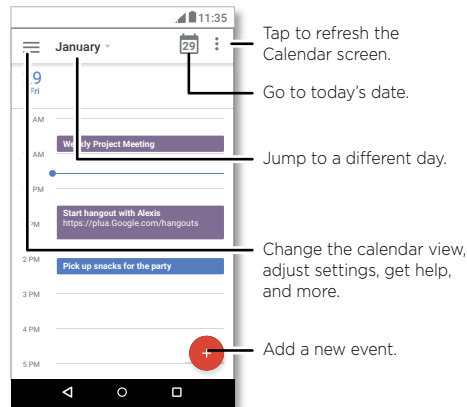 11:35
January
29
Tap to refresh the
Calendar screen.
Go to today's date.
Fri
AM
Weekly Project Meeting
AM
Jump to a different day.
PM
Start hangout with Alexis
https://plua.Google.com/hangouts
PM
Change the calendar view,
adjust settings, get help,
and more.
2 PM
Pick up snacks for the party
3 PM
4 PM
Add a new event.
5 PM